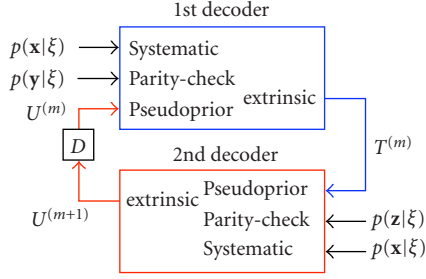 1st decoder
p(x|ξ) Systematic
p(y|ξ) Parity-check
U^(m) Pseudoprior
extrinsic
D
T^(m)
2nd decoder
extrinsic Pseudoprior
U^(m+1) Parity-check p(z|ξ)
Systematic p(x|ξ)